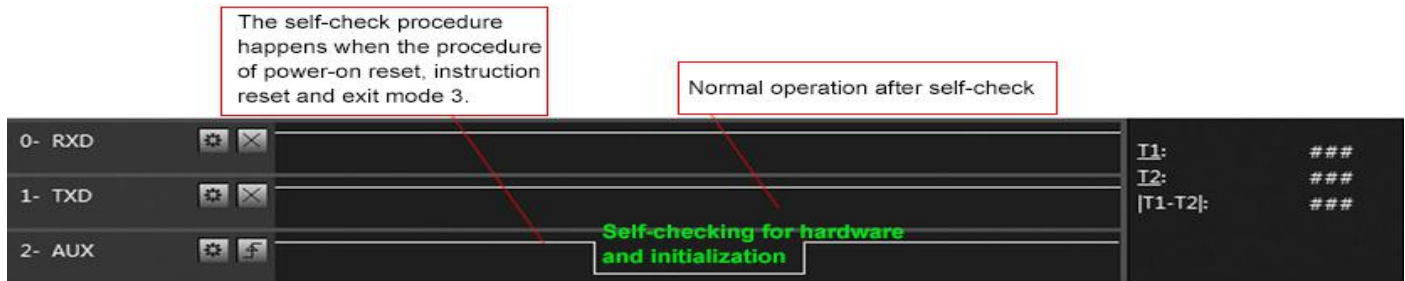 The self-check procedure
happens when the procedure
of power-on reset, instruction
reset and exit mode 3.
Normal operation after self-check
0- RXD
T1: ###
1- TXD
T2: ###
|T1-T2|: ###
2- AUX
Self-checking for hardware
and initialization